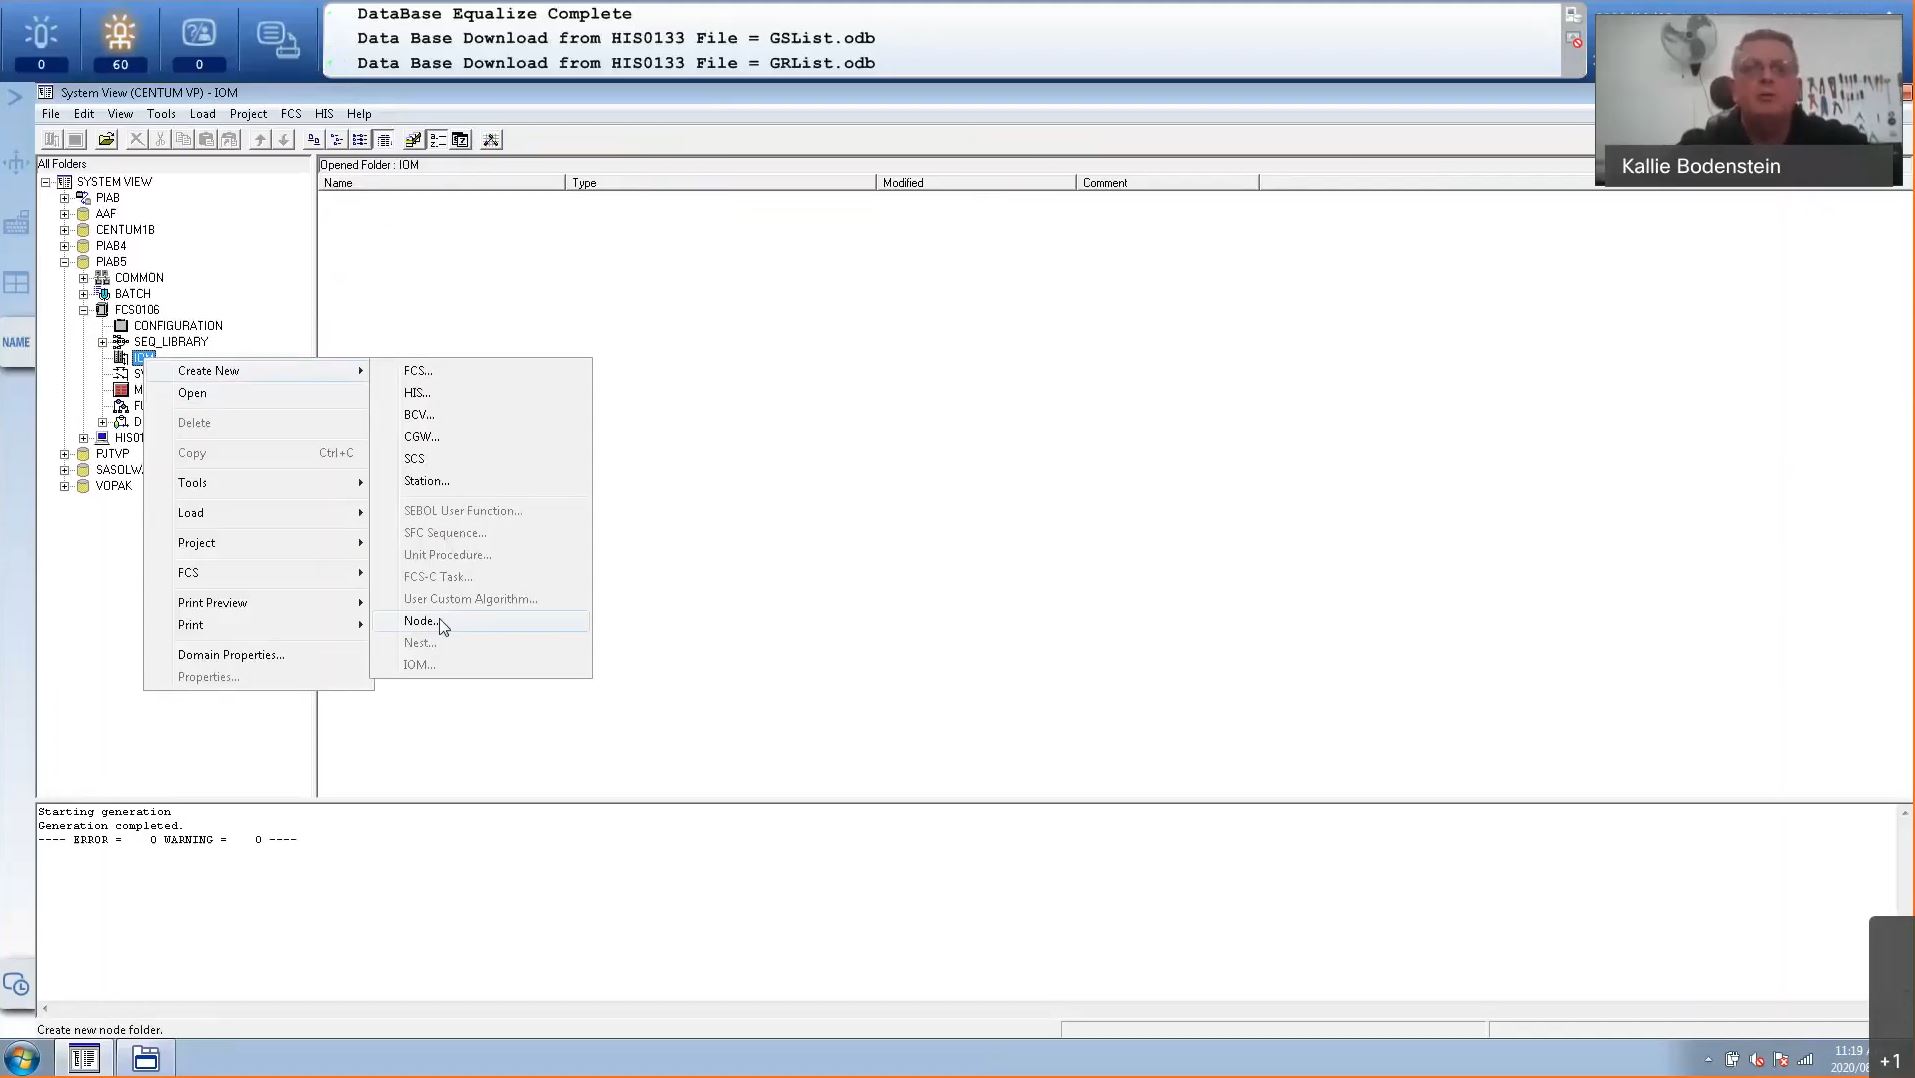 DataBase Equalize Complete
Data Base Download from HIS0133 File = GSList.odb
Data Base Download from HIS0133 File = GRList.odb
0
60
0
System View (CENTUM VP) - IOM
File Edit View Tools Load Project FCS HIS Help
Kallie Bodenstein
All Folders
Opened Folder : IOM
Name Type Modified Comment
SYSTEM VIEW
PIAB
AAF
CENTUM1B
PIAB4
PIAB5
COMMON
BATCH
FCS0106
CONFIGURATION
NAME
SEQ_LIBRARY
IOM
HIS01
PJTVP
SASOLW
VOPAK
Create New
Open
Delete
Copy Ctrl+C
Tools
Load
Project
FCS
Print Preview
Print
Domain Properties...
Properties...
FCS...
HIS...
BCV...
CGW...
SCS
Station...
SEBOL User Function...
SFC Sequence...
Unit Procedure...
FCS-C Task...
User Custom Algorithm...
Node...
Nest...
IOM...
Starting generation
Generation completed.
---- ERROR = 0 WARNING = 0 ----
Create new node folder.
11:19
2020/08
+1